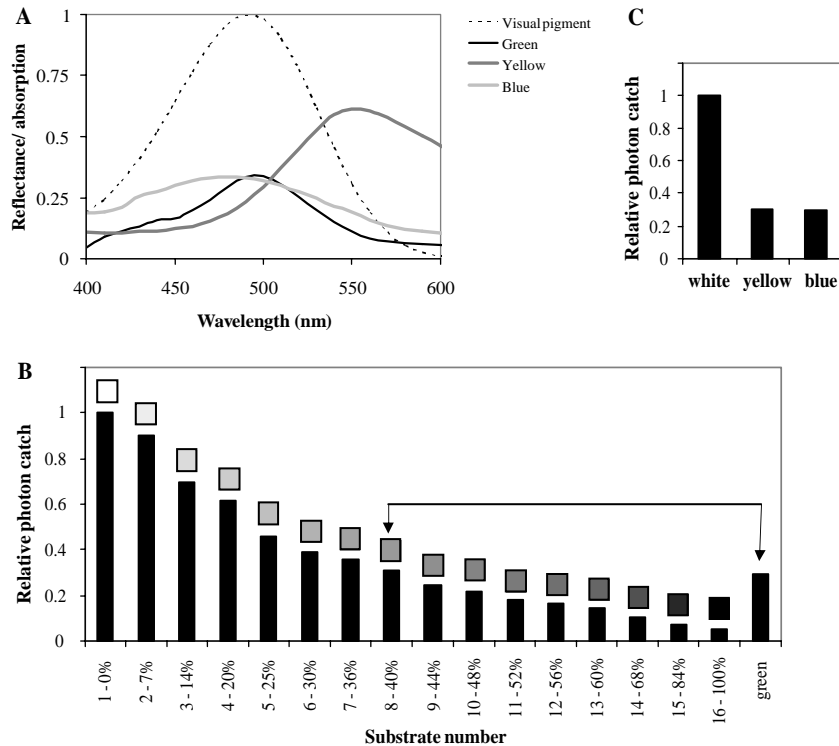 A
Reflectance/ absorption
1
0.75
0.5
0.25
0
400
450
500
550
600
Wavelength (nm)
Visual pigment
Green
Yellow
Blue
C
Relative photon catch
1
0.8
0.6
0.4
0.2
0
white
yellow
blue
B
Relative photon catch
1
0.8
0.6
0.4
0.2
0
1 - 0%
2 - 7%
3 - 14%
4 - 20%
5 - 25%
6 - 30%
7 - 36%
8 - 40%
9 - 44%
10 - 48%
11 - 52%
12 - 56%
13 - 60%
14 - 68%
15 - 84%
16 - 100%
green
Substrate number